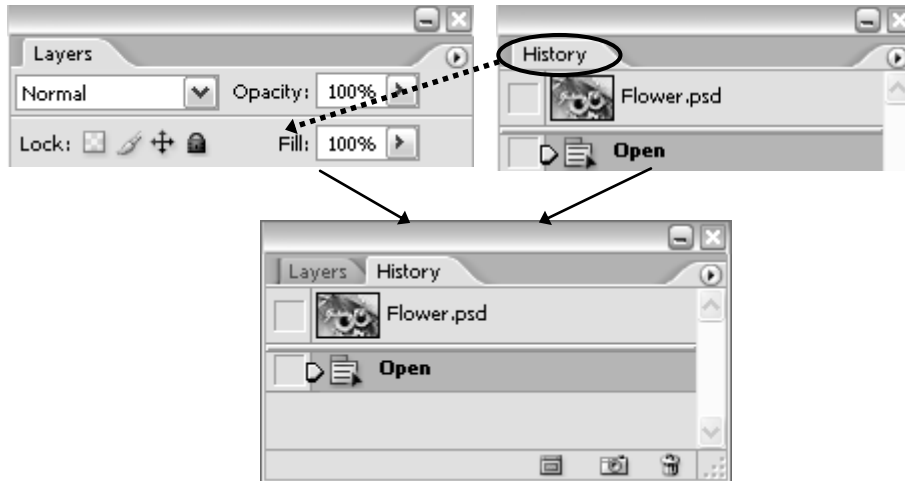 Layers
Normal Opacity: 100%
Lock: Fill: 100%
History
Flower.psd
Open
Layers History
Flower.psd
Open